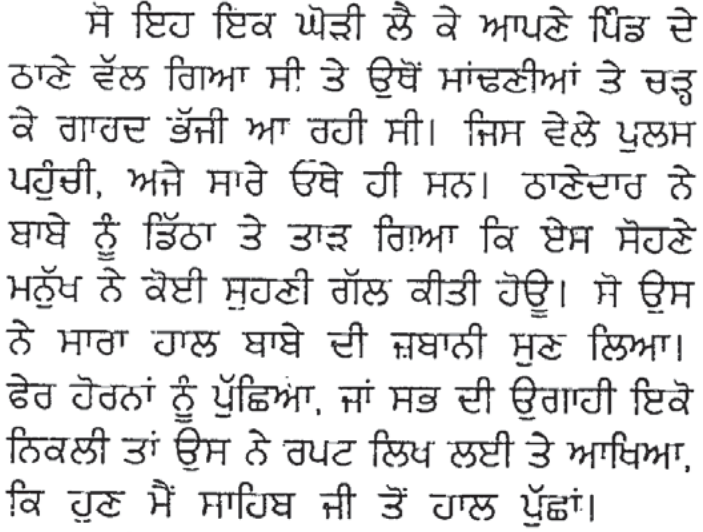 ਸੋ ਇਹ ਇਕ ਘੋੜੀ ਲੈ ਕੇ ਆਪਣੇ ਪਿੰਡ ਦੇ
ਠਾਣੇ ਵੱਲ ਗਿਆ ਸੀ ਤੇ ਉਥੋਂ ਸਾਂਢਣੀਆਂ ਤੇ ਚੜ੍ਹ
ਕੇ ਗਾਰਦ ਭੱਜੀ ਆ ਰਹੀ ਸੀ। ਜਿਸ ਵੇਲੇ ਪੁਲਸ
ਪਹੁੰਚੀ, ਅਜੇ ਸਾਰੇ ਓਥੇ ਹੀ ਸਨ। ਠਾਣੇਦਾਰ ਨੇ
ਬਾਬੇ ਨੂੰ ਡਿੱਠਾ ਤੇ ਤਾੜ ਗਿਆ ਕਿ ਏਸ ਸੋਹਣੇ
ਮਨੁੱਖ ਨੇ ਕੋਈ ਸੁਹਣੀ ਗੱਲ ਕੀਤੀ ਹੋਊ। ਸੋ ਉਸ
ਨੇ ਸਾਰਾ ਹਾਲ ਬਾਬੇ ਦੀ ਜ਼ਬਾਨੀ ਸੁਣ ਲਿਆ।
ਫੇਰ ਹੋਰਨਾਂ ਨੂੰ ਪੁੱਛਿਆ, ਜਾਂ ਸਭ ਦੀ ਉਗਾਹੀ ਇਕੋ
ਨਿਕਲੀ ਤਾਂ ਉਸ ਨੇ ਰਪਟ ਲਿਖ ਲਈ ਤੇ ਆਖਿਆ,
ਕਿ ਹੁਣ ਮੈਂ ਸਾਹਿਬ ਜੀ ਤੋਂ ਹਾਲ ਪੁੱਛਾਂ।